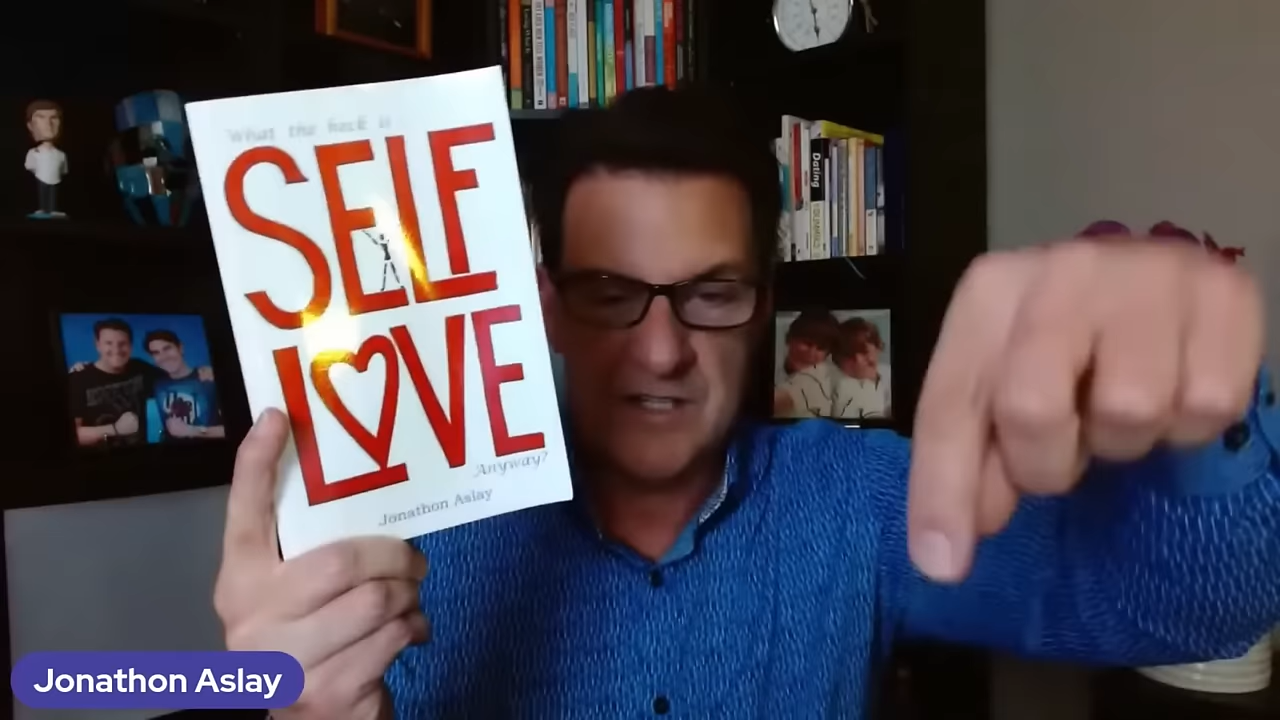 What the heck is
SELF
LOVE
Anyway?
Jonathon Aslay
Dating
Jonathon Aslay